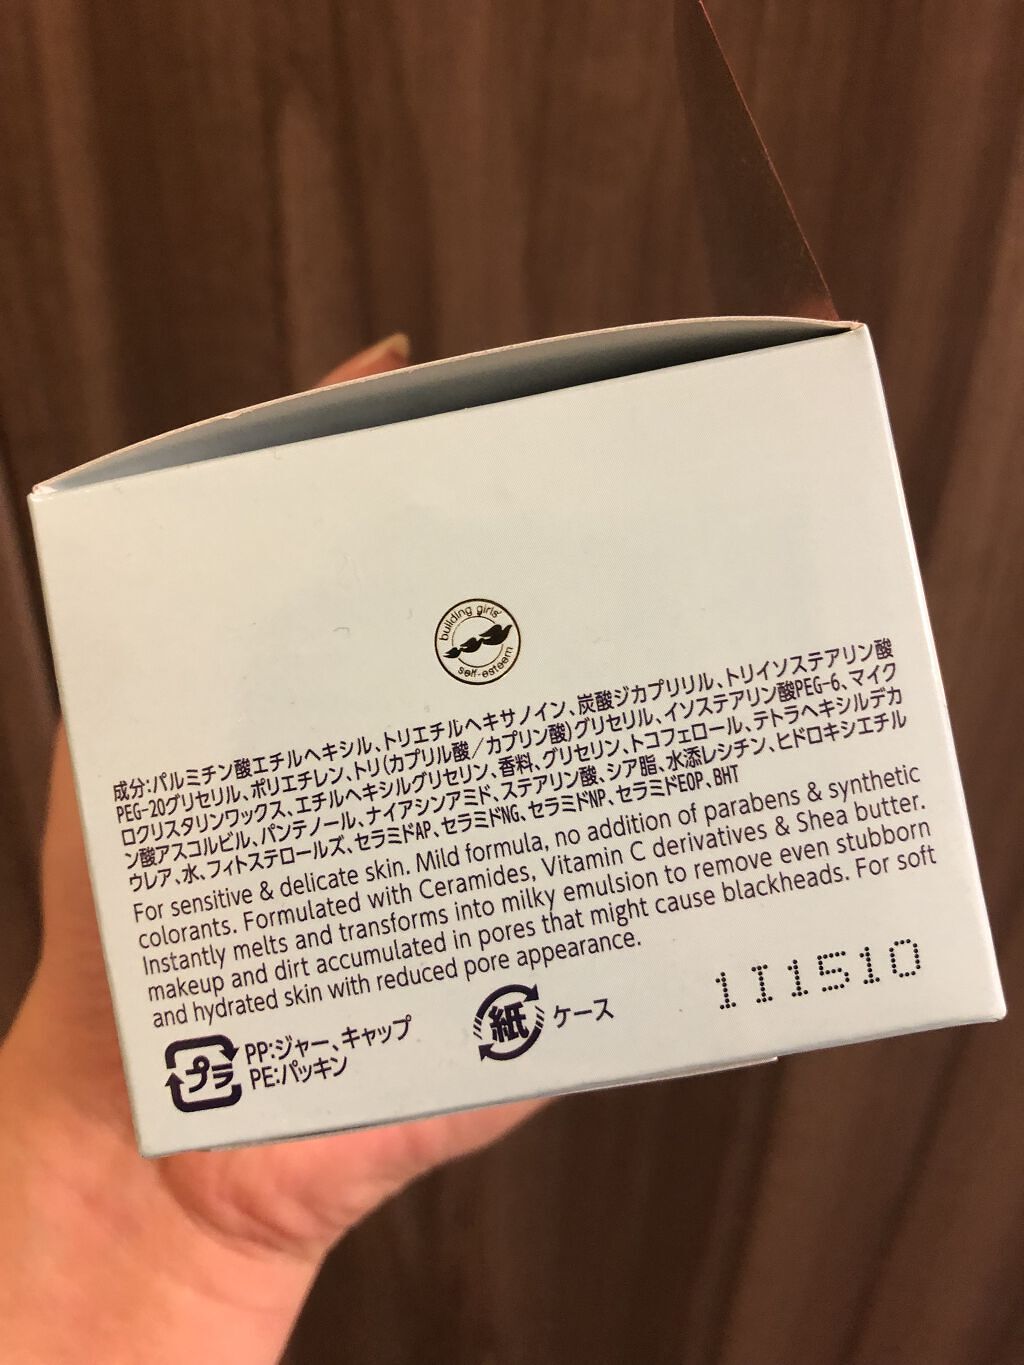 building girls'
self-esteem
成分:パルミチン酸エチルヘキシル、トリエチルヘキサノイン、炭酸ジカプリリル、トリイソステアリン酸
PEG-20グリセリル、ポリエチレン、トリ(カプリル酸／カプリン酸)グリセリル、イソステアリン酸PEG-6、マイク
ロクリスタリンワックス、エチルヘキシルグリセリン、香料、グリセリン、トコフェロール、テトラヘキシルデカ
ン酸アスコルビル、パンテノール、ナイアシンアミド、ステアリン酸、シア脂、水添レシチン、ヒドロキシエチル
ウレア、水、フィトステロールズ、セラミドAP、セラミドNG、セラミドNP、セラミドEOP、BHT
For sensitive & delicate skin. Mild formula, no addition of parabens & synthetic
colorants. Formulated with Ceramides, Vitamin C derivatives & Shea butter.
Instantly melts and transforms into milky emulsion to remove even stubborn
makeup and dirt accumulated in pores that might cause blackheads. For soft
and hydrated skin with reduced pore appearance.
プラ PP:ジャー、キャップ
PE:パッキン
紙 ケース
1I1510